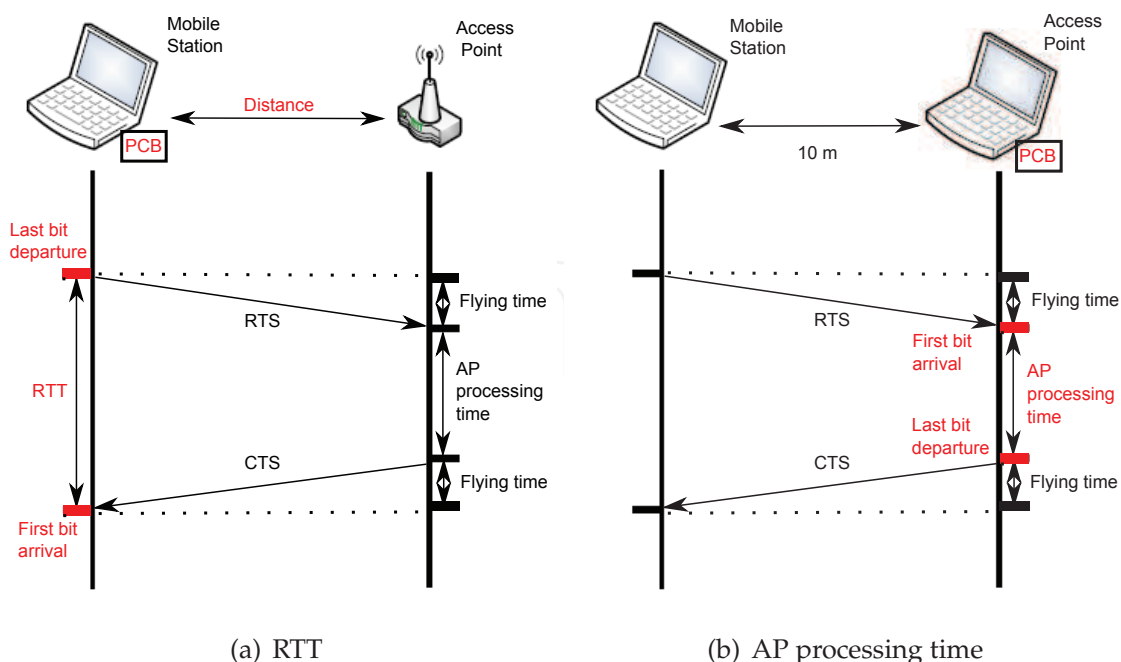 Mobile
Station
Access
Point
Distance
PCB
Last bit
departure
Flying time
RTS
RTT
AP
processing
time
CTS
Flying time
First bit
arrival
(a) RTT
Mobile
Station
Access
Point
10 m
PCB
Flying time
RTS
First bit
arrival
AP
processing
time
Last bit
departure
CTS
Flying time
(b) AP processing time